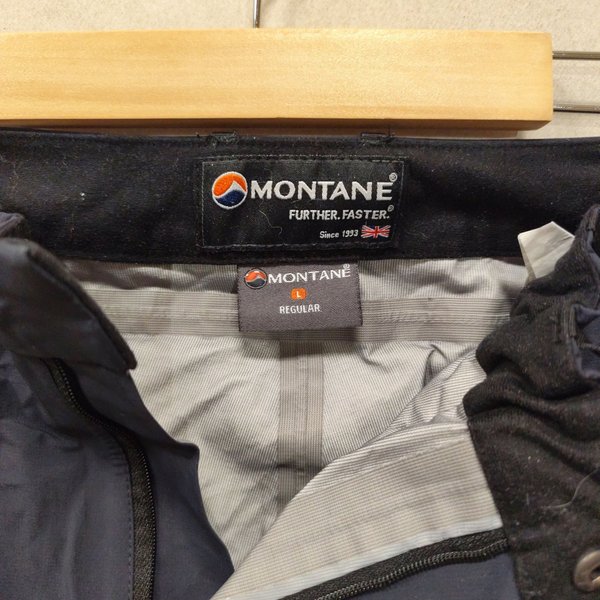 MONTANE®
FURTHER. FASTER.®
Since 1993
MONTANE®
L
REGULAR